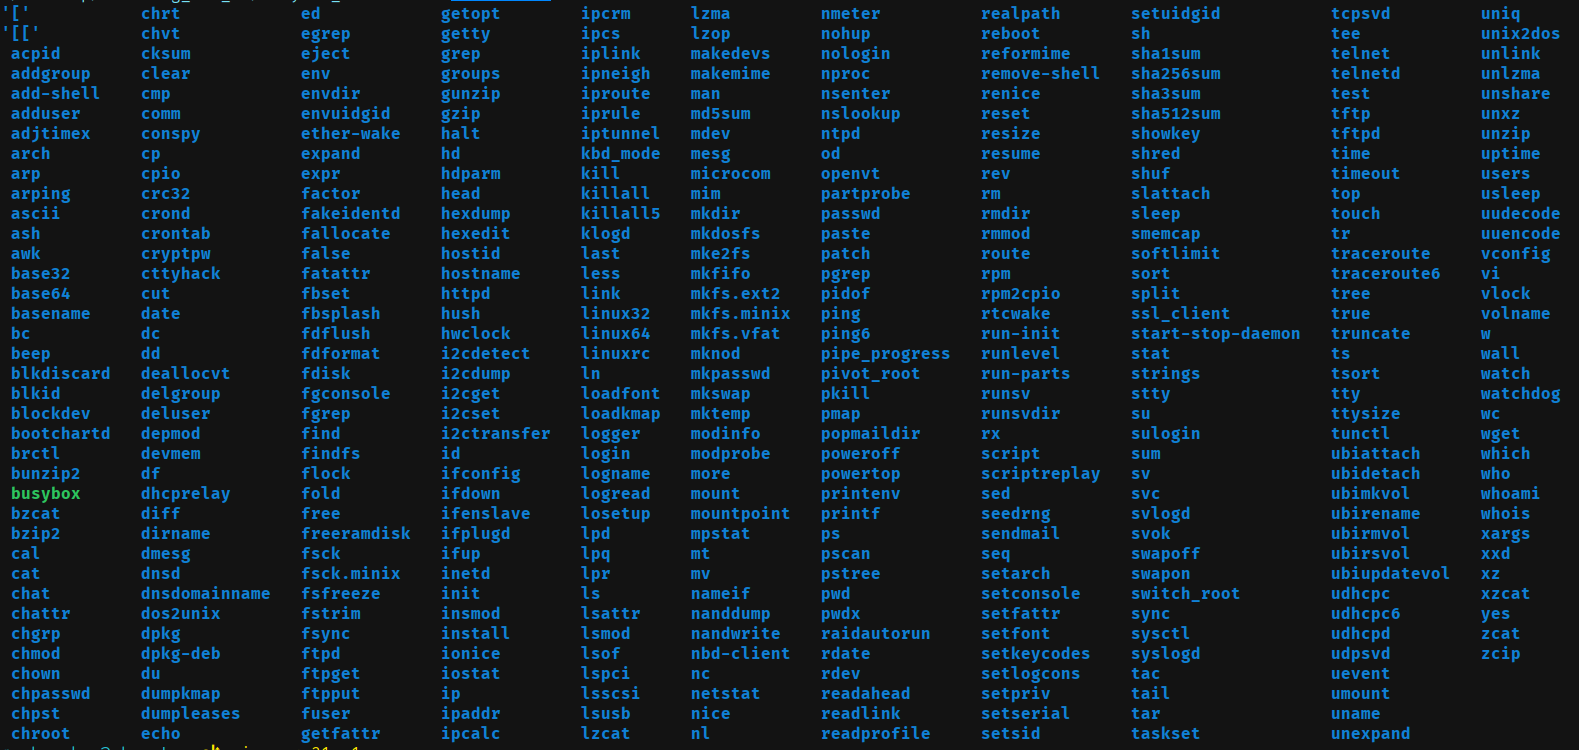 '[' chrt ed getopt ipcrm lzma nmeter realpath setuidgid tcpsvd uniq
'[[' chvt egrep getty ipcs lzop nohup reboot sh tee unix2dos
acpid cksum eject grep iplink makedevs nologin reformime sha1sum telnet unlink
addgroup clear env groups ipneigh makemime nproc remove-shell sha256sum telnetd unlzma
add-shell cmp envdir gunzip iproute man nsenter renice sha3sum test unshare
adduser comm envuidgid gzip iprule md5sum nslookup reset sha512sum tftp unxz
adjtimex conspy ether-wake halt iptunnel mdev ntpd resize showkey tftpd unzip
arch cp expand hd kbd_mode mesg od resume shred time uptime
arp cpio expr hdparm kill microcom openvt rev shuf timeout users
arping crc32 factor head killall mim partprobe rm slattach top usleep
ascii crond fakeidentd hexdump killall5 mkdir passwd rmdir sleep touch uudecode
ash crontab fallocate hexedit klogd mkdosfs paste rmmod smemcap tr uuencode
awk cryptpw false hostid last mke2fs patch route softlimit traceroute vconfig
base32 cttyhack fatattr hostname less mkfifo pgrep rpm sort traceroute6 vi
base64 cut fbset httpd link mkfs.ext2 pidof rpm2cpio split tree vlock
basename date fbsplash hush linux32 mkfs.minix ping rtcwake ssl_client true volname
bc dc fdflush hwclock linux64 mkfs.vfat ping6 run-init start-stop-daemon truncate w
beep dd fdformat i2cdetect linuxrc mknod pipe_progress runlevel stat ts wall
blkdiscard deallocvt fdisk i2cdump ln mkpasswd pivot_root run-parts strings tsort watch
blkid delgroup fgconsole i2cget loadfont mkswap pkill runsv stty tty watchdog
blockdev deluser fgrep i2cset loadkmap mktemp pmap runsvdir su ttysize wc
bootchartd depmod find i2ctransfer logger modinfo popmaildir rx sulogin tunctl wget
brctl devmem findfs id login modprobe poweroff script sum ubiattach which
bunzip2 df flock ifconfig logname more powertop scriptreplay sv ubidetach who
busybox dhcprelay fold ifdown logread mount printenv sed svc ubimkvol whoami
bzcat diff free ifenslave losetup mountpoint printf seedrng svlogd ubirename whois
bzip2 dirname freeramdisk ifplugd lpd mpstat ps sendmail svok ubirmvol xargs
cal dmesg fsck ifup lpq mt pscan seq swapoff ubirsvol xxd
cat dnsd fsck.minix inetd lpr mv pstree setarch swapon ubiupdatevol xz
chat dnsdomainname fsfreeze init ls nameif pwd setconsole switch_root udhcpc xzcat
chattr dos2unix fstrim insmod lsattr nanddump pwdx setfattr sync udhcpc6 yes
chgrp dpkg fsync install lsmod nandwrite raidautorun setfont sysctl udhcpd zcat
chmod dpkg-deb ftpd ionice lsof nbd-client rdate setkeycodes syslogd udpsvd zcip
chown du ftpget iostat lspci nc rdev setlogcons tac uevent
chpasswd dumpkmap ftpput ip lsscsi netstat readahead setpriv tail umount
chpst dumpleases fuser ipaddr lsusb nice readlink setserial tar uname
chroot echo getfattr ipcalc lzcat nl readprofile setsid taskset unexpand